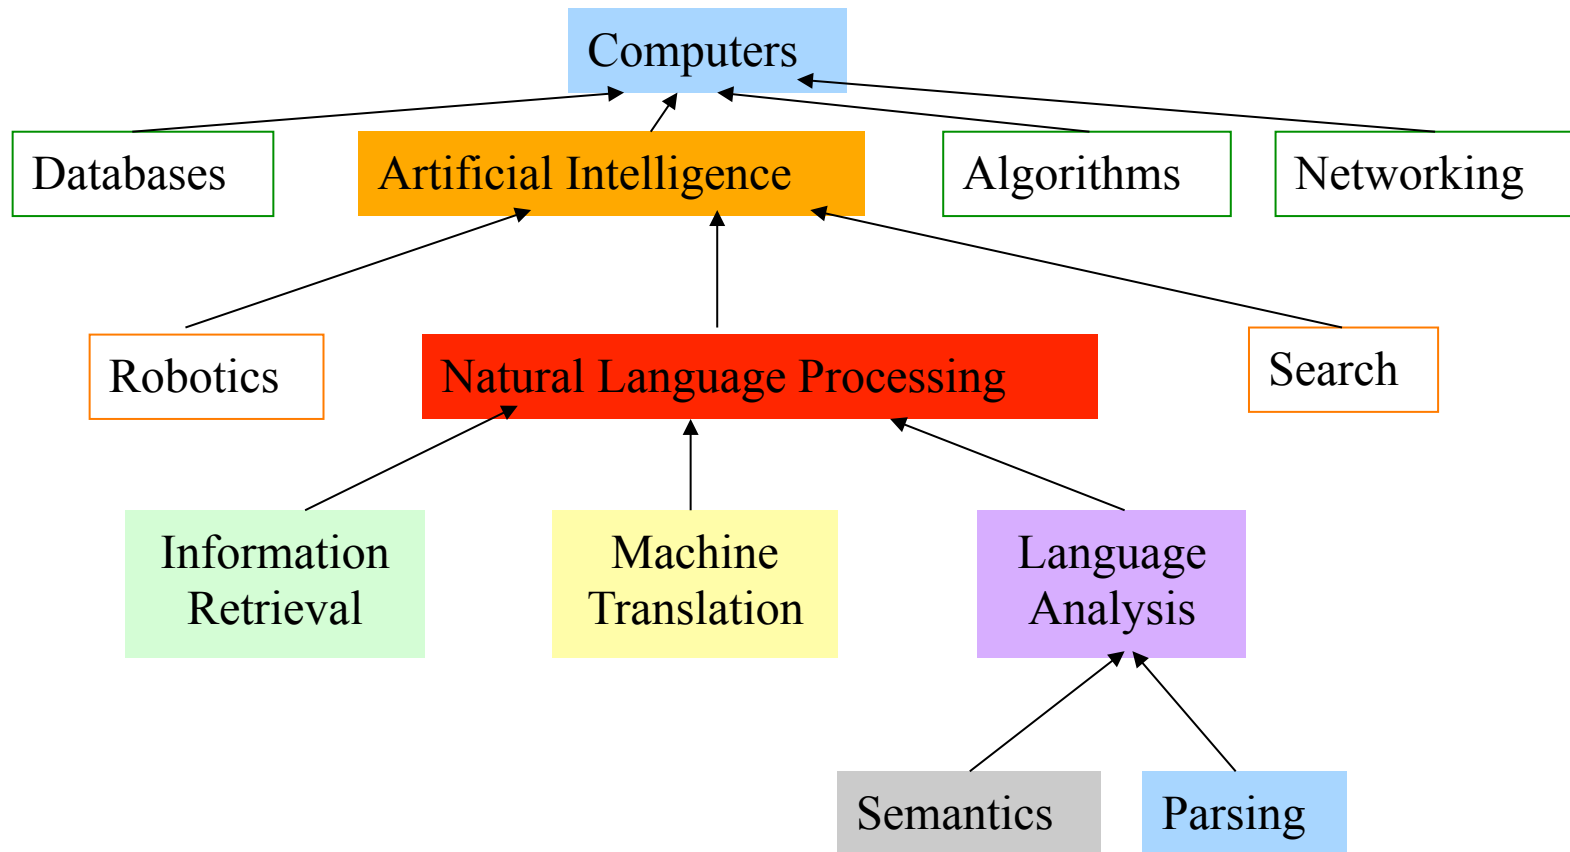 Computers
Databases
Artificial Intelligence
Algorithms
Networking
Robotics
Natural Language Processing
Search
Information
Retrieval
Machine
Translation
Language
Analysis
Semantics
Parsing